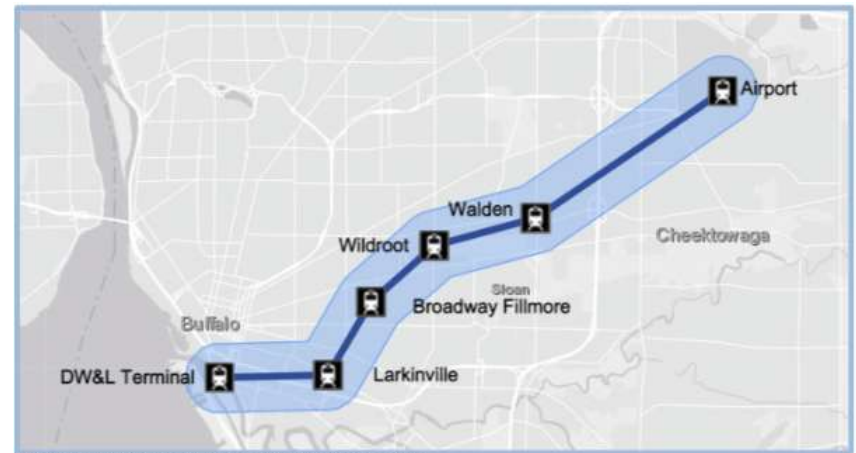 Airport
Walden
Cheektowaga
Wildroot
Sloan
Broadway Fillmore
Buffalo
DW&L Terminal
Larkinville